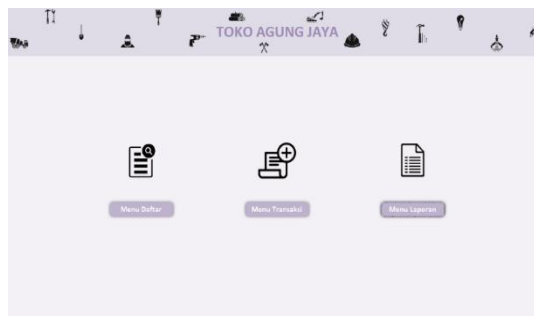 TOKO AGUNG JAYA
Menu Daftar
Menu Transaksi
Menu Laporan